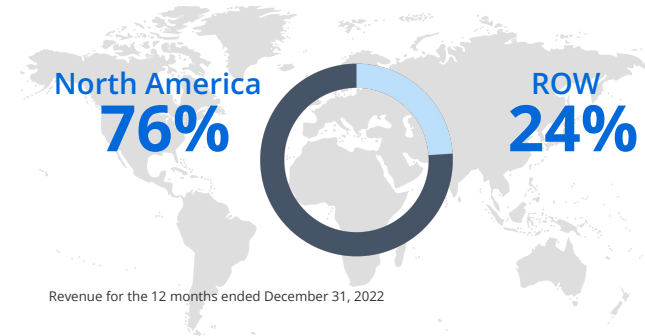 North America
76%
ROW
24%
Revenue for the 12 months ended December 31, 2022